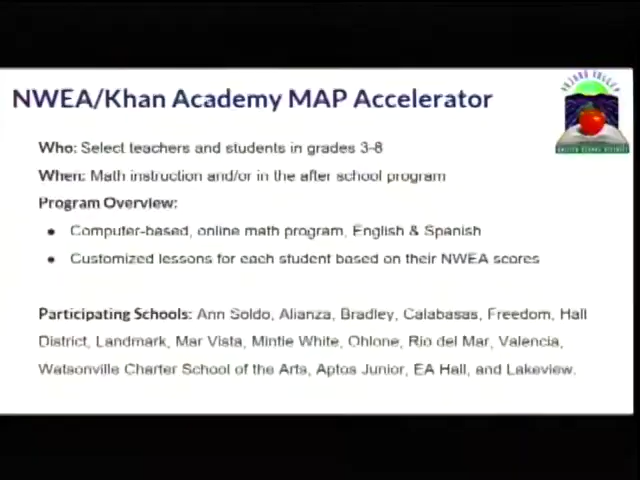 NWEA/Khan Academy MAP Accelerator
Who: Select teachers and students in grades 3-8
When: Math instruction and/or in the after school program
Program Overview:
● Computer-based, online math program, English & Spanish
● Customized lessons for each student based on their NWEA scores
Participating Schools: Ann Soldo, Alianza, Bradley, Calabasas, Freedom, Hall
District, Landmark, Mar Vista, Mintie White, Ohlone, Rio del Mar, Valencia,
Watsonville Charter School of the Arts, Aptos Junior, EA Hall, and Lakeview.